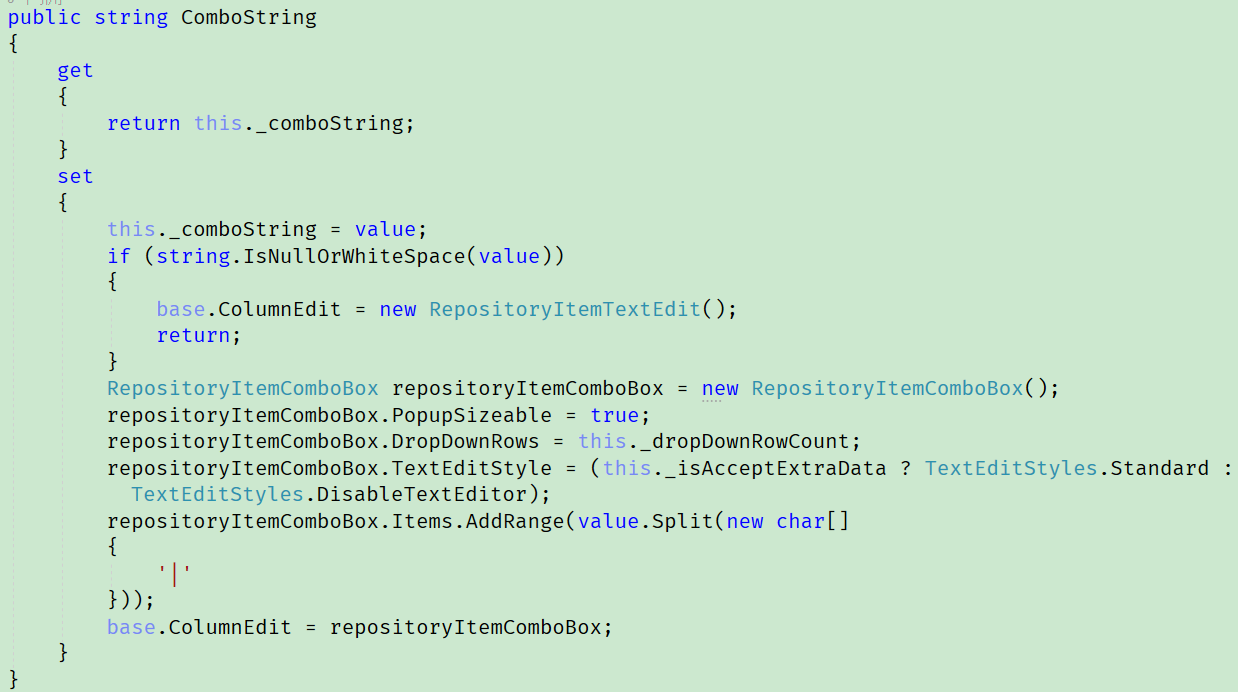 public string ComboString
{
    get
    {
        return this._comboString;
    }
    set
    {
        this._comboString = value;
        if (string.IsNullOrWhiteSpace(value))
        {
            base.ColumnEdit = new RepositoryItemTextEdit();
            return;
        }
        RepositoryItemComboBox repositoryItemComboBox = new RepositoryItemComboBox();
        repositoryItemComboBox.PopupSizeable = true;
        repositoryItemComboBox.DropDownRows = this._dropDownRowCount;
        repositoryItemComboBox.TextEditStyle = (this._isAcceptExtraData ? TextEditStyles.Standard :
          TextEditStyles.DisableTextEditor);
        repositoryItemComboBox.Items.AddRange(value.Split(new char[]
        {
            '|'
        }));
        base.ColumnEdit = repositoryItemComboBox;
    }
}